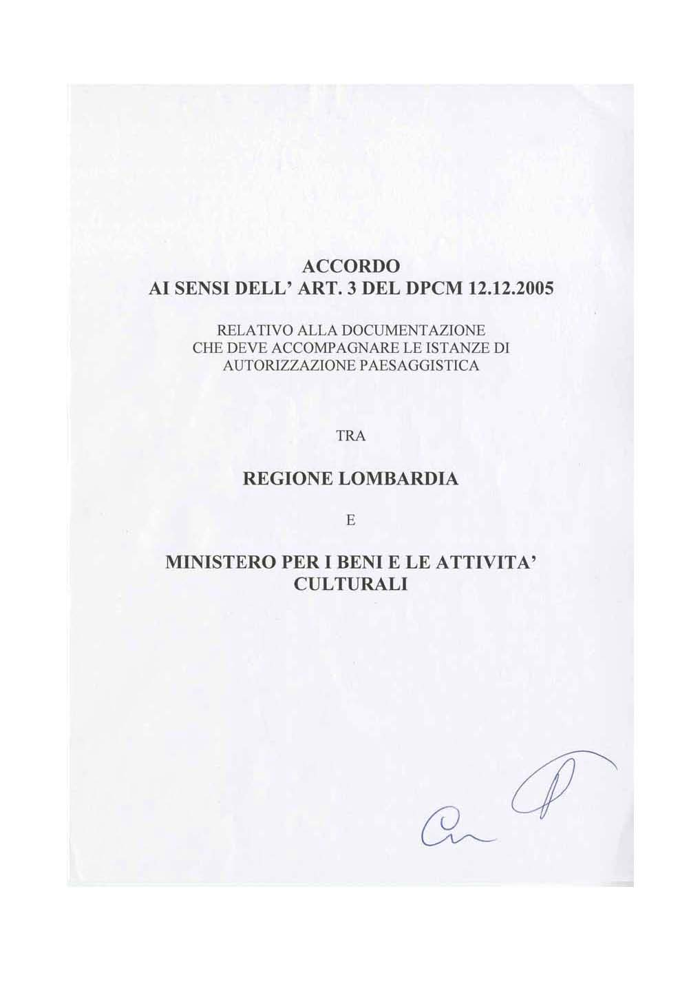 ACCORDO
AI SENSI DELL' ART. 3 DEL DPCM 12.12.2005
RELATIVO ALLA DOCUMENTAZIONE
CHE DEVE ACCOMPAGNARE LE ISTANZE DI
AUTORIZZAZIONE PAESAGGISTICA
TRA
REGIONE LOMBARDIA
E
MINISTERO PER I BENI E LE ATTIVITA'
CULTURALI